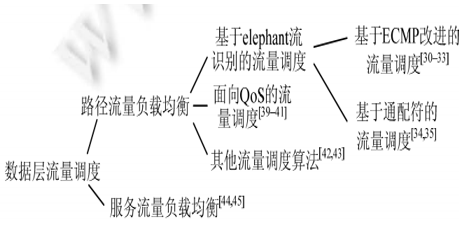 基于elephant流
识别的流量调度
基于ECMP改进的
流量调度[30–33]
路径流量负载均衡
面向QoS的流
量调度[39–41]
基于通配符的
流量调度[34,35]
其他流量调度算法[42,43]
数据层流量调度
服务流量负载均衡[44,45]